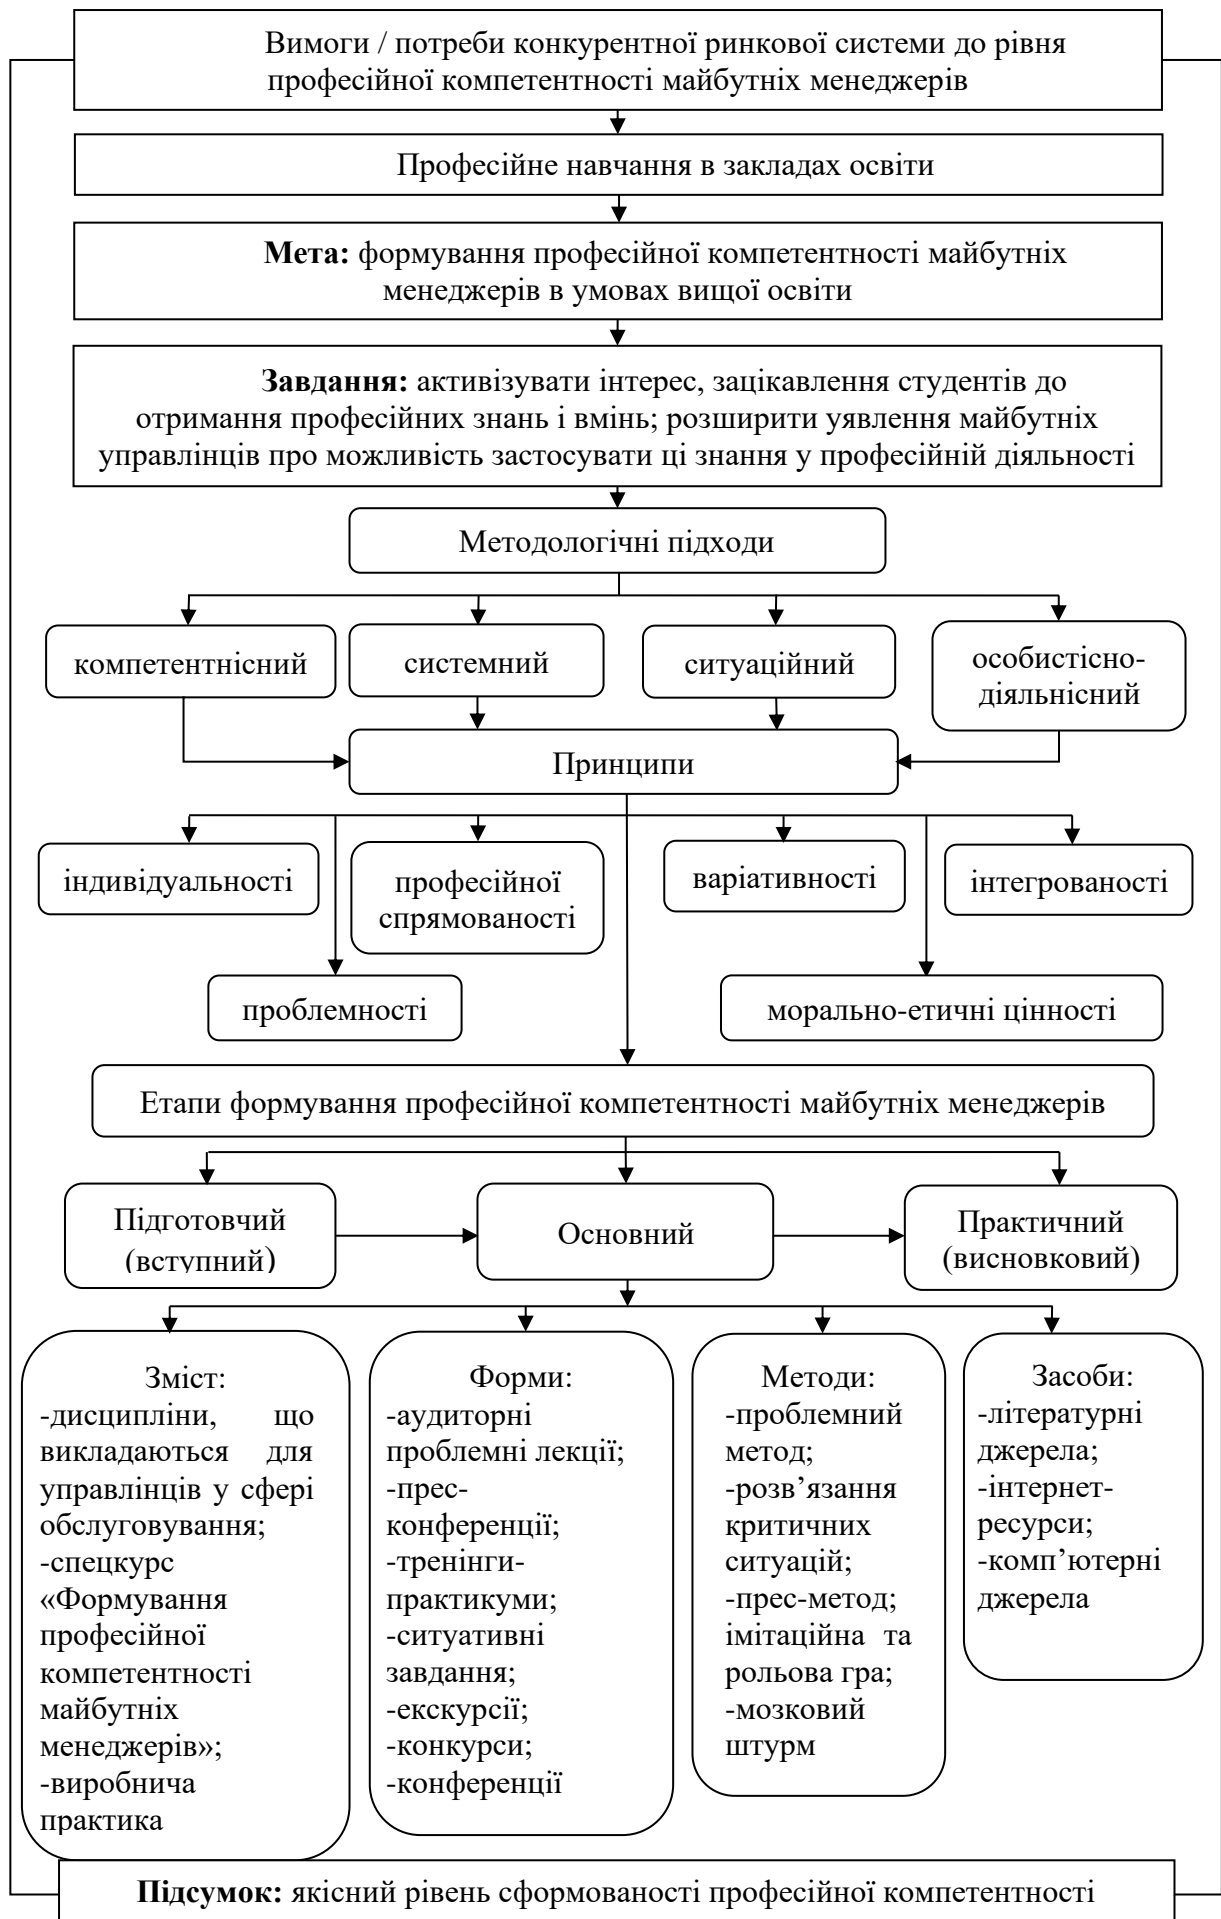 Вимоги / потреби конкурентної ринкової системи до рівня
професійної компетентності майбутніх менеджерів
Професійне навчання в закладах освіти
Мета: формування професійної компетентності майбутніх
менеджерів в умовах вищої освіти
Завдання: активізувати інтерес, зацікавлення студентів до
отримання професійних знань і вмінь; розширити уявлення майбутніх
управлінців про можливість застосувати ці знання у професійній діяльності
Методологічні підходи
компетентнісний
системний
ситуаційний
особистісно-
діяльнісний
Принципи
індивідуальності
професійної
спрямованості
варіативності
інтегрованості
проблемності
морально-етичні цінності
Етапи формування професійної компетентності майбутніх менеджерів
Підготовчий
(вступний)
Основний
Практичний
(висновковий)
Зміст:
-дисципліни, що
викладаються для
управлінців у сфері
обслуговування;
-спецкурс
«Формування
професійної
компетентності
майбутніх
менеджерів»;
-виробнича
практика
Форми:
-аудиторні
проблемні лекції;
-прес-
конференції;
-тренінги-
практикуми;
-ситуативні
завдання;
-екскурсії;
-конкурси;
-конференції
Методи:
-проблемний
метод;
-розв’язання
критичних
ситуацій;
-прес-метод;
імітаційна та
рольова гра;
-мозковий
штурм
Засоби:
-літературні
джерела;
-інтернет-
ресурси;
-комп’ютерні
джерела
Підсумок: якісний рівень сформованості професійної компетентності